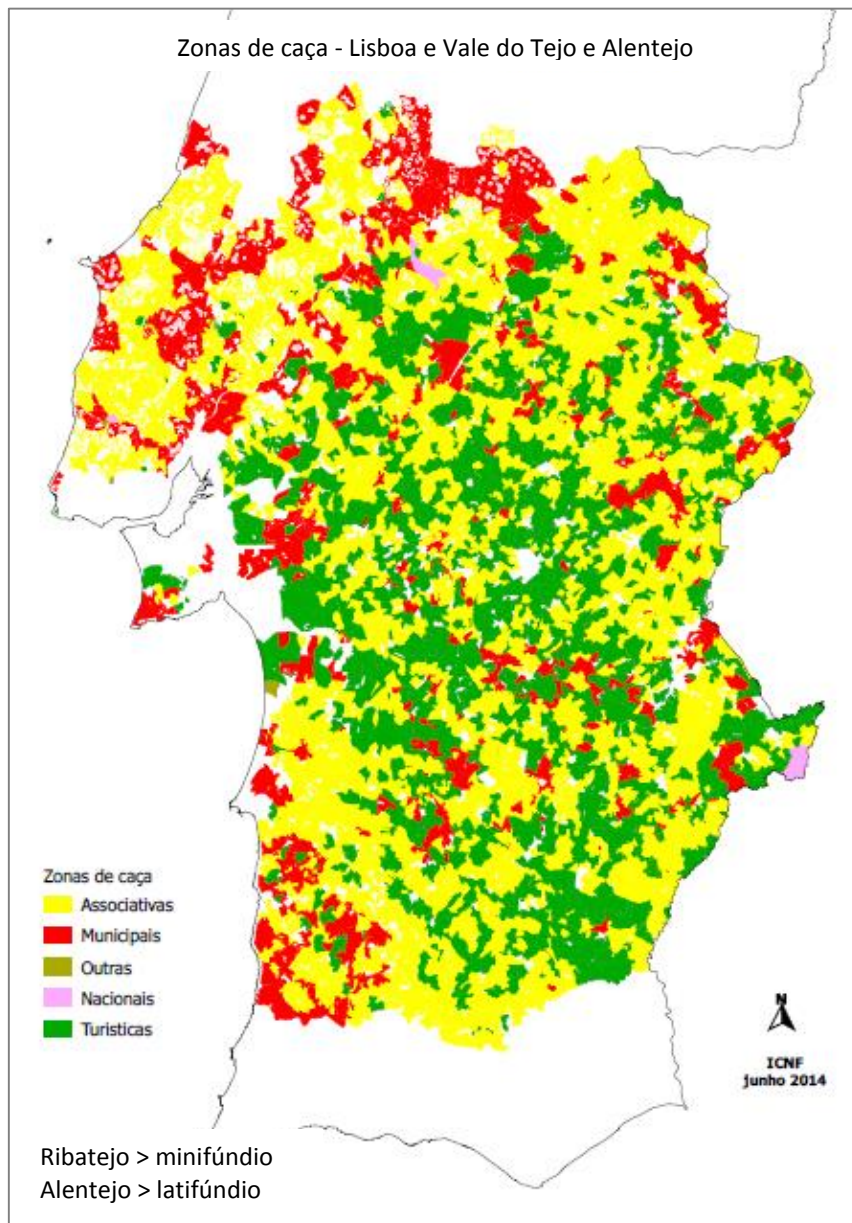 Zonas de caça - Lisboa e Vale do Tejo e Alentejo
Zonas de caça
Associativas
Municipais
Outras
Nacionais
Turisticas
N
ICNF
junho 2014
Ribatejo > minifúndio
Alentejo > latifúndio